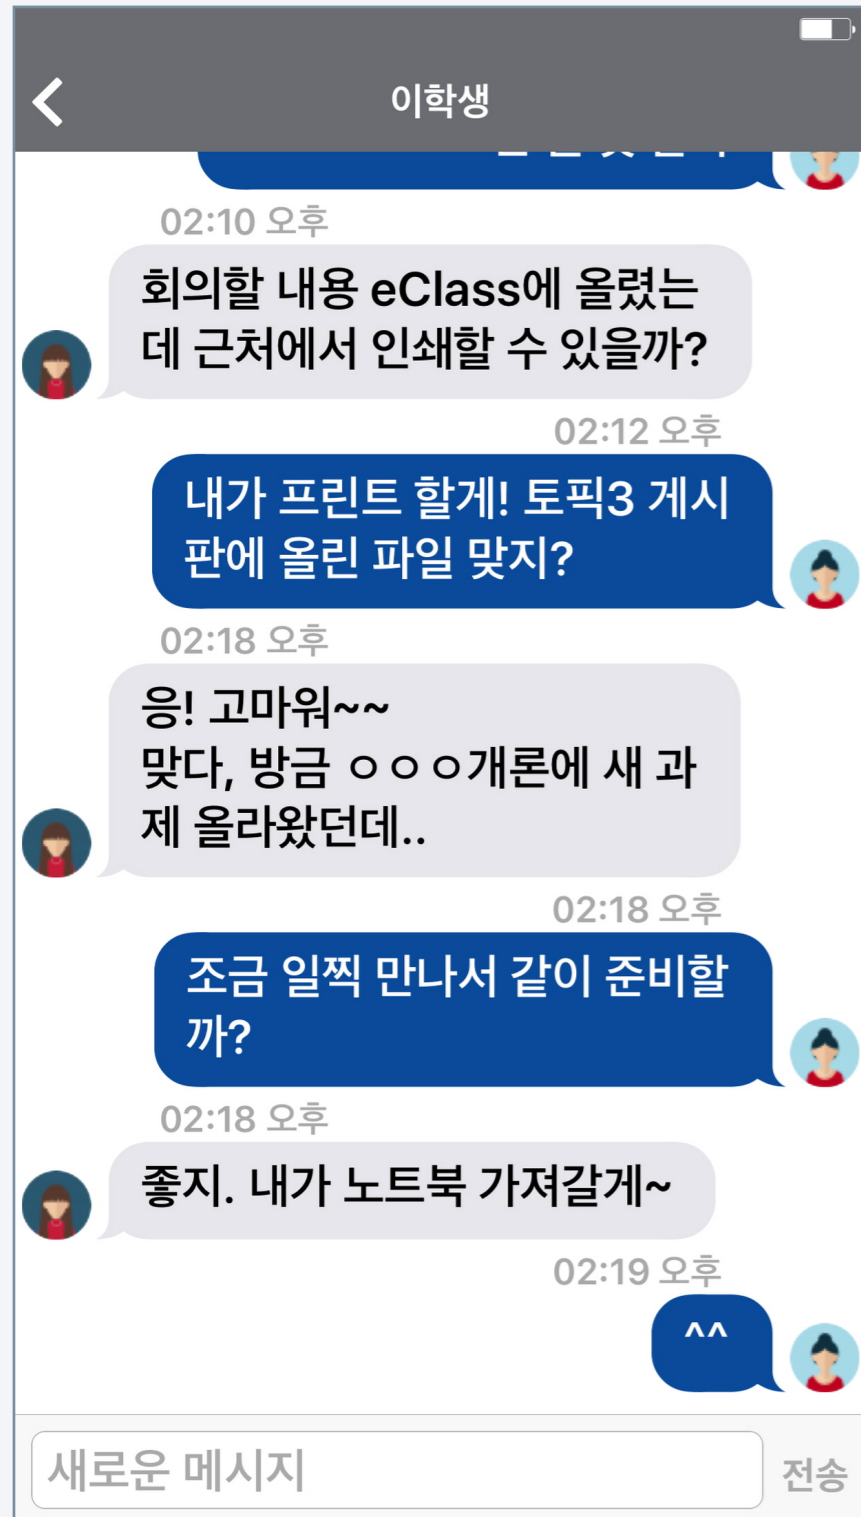 이학생
02:10 오후
회의할 내용 eClass에 올렸는
데 근처에서 인쇄할 수 있을까?
02:12 오후
내가 프린트 할게! 토픽3 게시
판에 올린 파일 맞지?
02:18 오후
응! 고마워~~
맞다, 방금 ㅇㅇㅇ개론에 새 과
제 올라왔던데..
02:18 오후
조금 일찍 만나서 같이 준비할
까?
02:18 오후
좋지. 내가 노트북 가져갈게~
02:19 오후
^^
새로운 메시지
전송